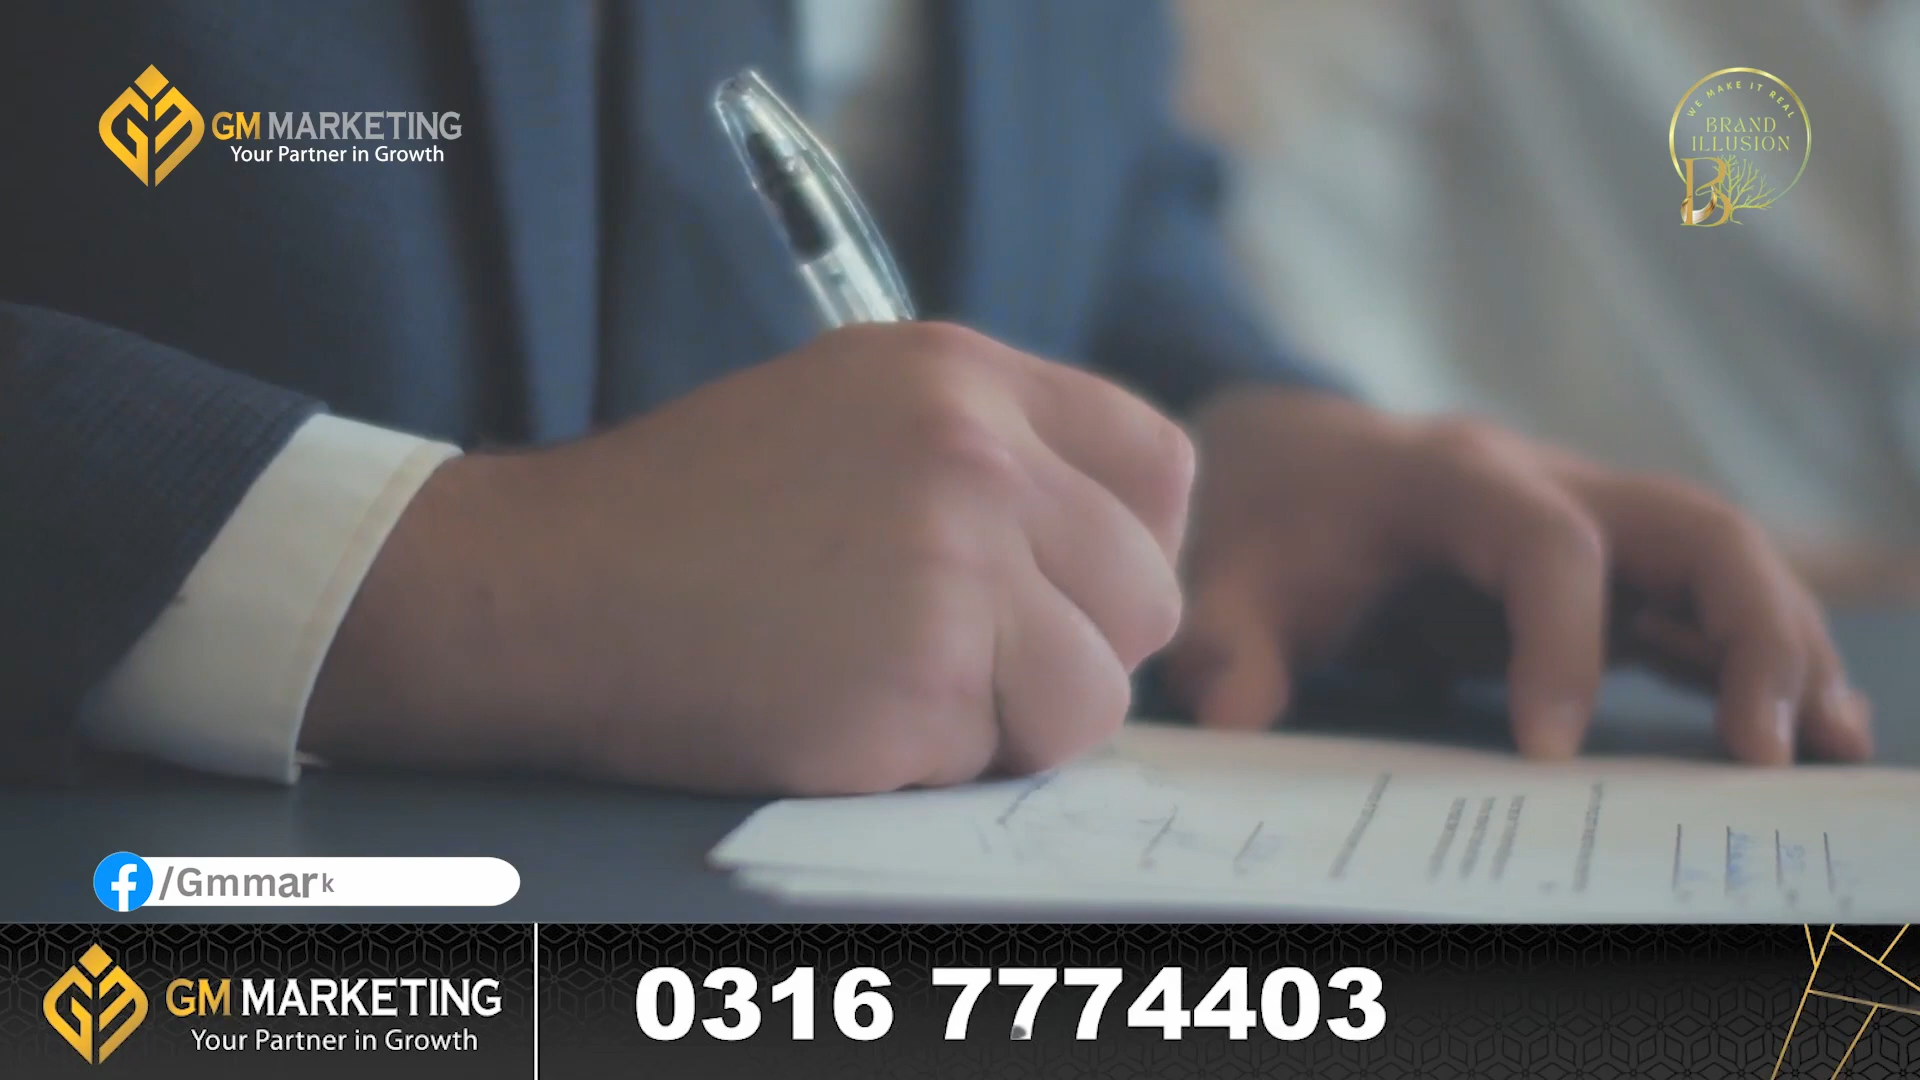 GM MARKETING
Your Partner in Growth
WE MAKE IT REAL
BRAND
ILLUSION
B
/Gmmark
GM MARKETING
Your Partner in Growth
0316 7774403